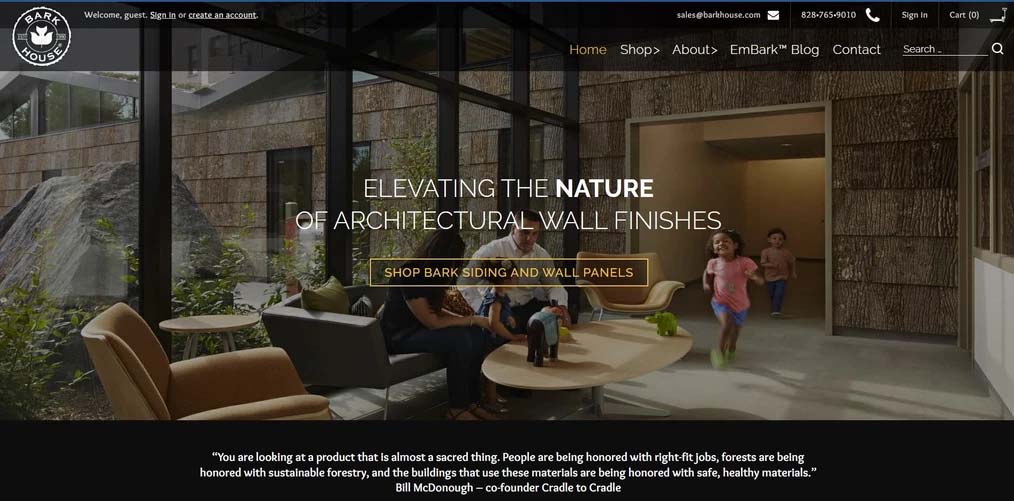 BARK
EST 1990
HOUSE
Welcome, guest. Sign in or create an account.
sales@barkhouse.com
828•765•9010
Sign in
Cart (0)
Home Shop> About> EmBark™ Blog Contact
Search ..
ELEVATING THE NATURE
OF ARCHITECTURAL WALL FINISHES
SHOP BARK SIDING AND WALL PANELS
“You are looking at a product that is almost a sacred thing. People are being honored with right-fit jobs, forests are being
honored with sustainable forestry, and the buildings that use these materials are being honored with safe, healthy materials.”
Bill McDonough – co-founder Cradle to Cradle